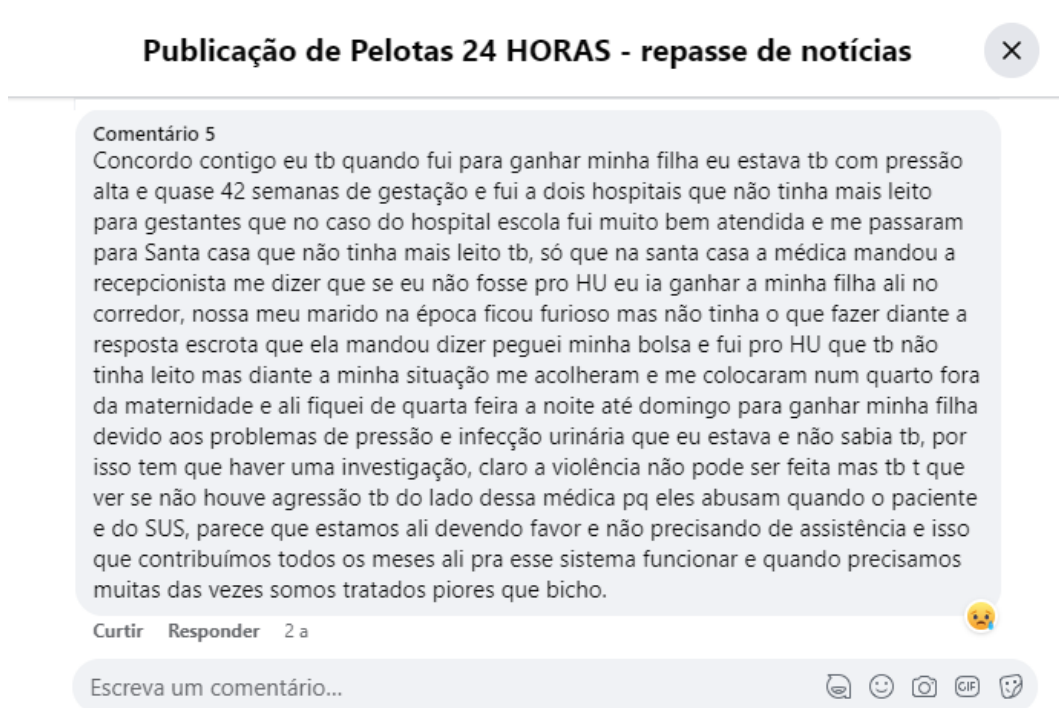 Publicação de Pelotas 24 HORAS - repasse de notícias
Comentário 5
Concordo contigo eu tb quando fui para ganhar minha filha eu estava tb com pressão
alta e quase 42 semanas de gestação e fui a dois hospitais que não tinha mais leito
para gestantes que no caso do hospital escola fui muito bem atendida e me passaram
para Santa casa que não tinha mais leito tb, só que na santa casa a médica mandou a
recepcionista me dizer que se eu não fosse pro HU eu ia ganhar a minha filha ali no
corredor, nossa meu marido na época ficou furioso mas não tinha o que fazer diante a
resposta escrota que ela mandou dizer peguei minha bolsa e fui pro HU que tb não
tinha leito mas diante a minha situação me acolheram e me colocaram num quarto fora
da maternidade e ali fiquei de quarta feira a noite até domingo para ganhar minha filha
devido aos problemas de pressão e infecção urinária que eu estava e não sabia tb, por
isso tem que haver uma investigação, claro a violência não pode ser feita mas tb t que
ver se não houve agressão tb do lado dessa médica pq eles abusam quando o paciente
e do SUS, parece que estamos ali devendo favor e não precisando de assistência e isso
que contribuímos todos os meses ali pra esse sistema funcionar e quando precisamos
muitas das vezes somos tratados piores que bicho.
Curtir Responder 2 a
Escreva um comentário...
GIF